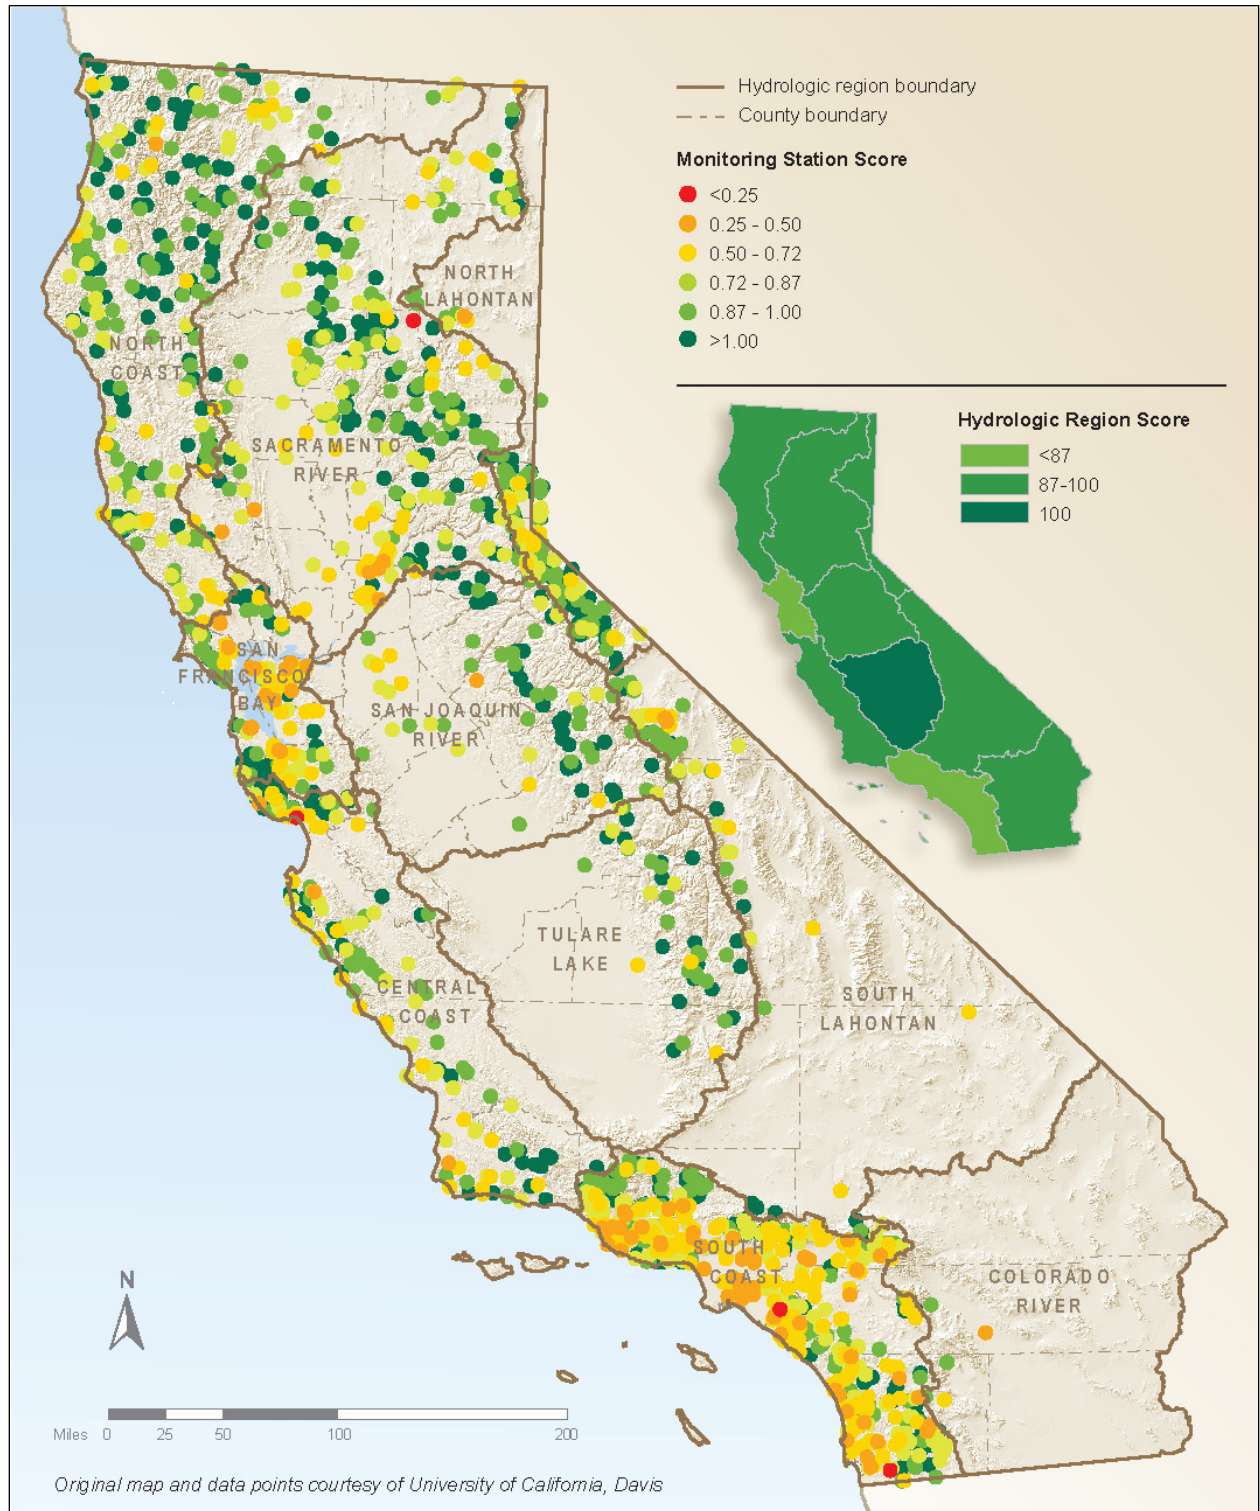 Hydrologic region boundary
County boundary
Monitoring Station Score
<0.25
0.25 - 0.50
0.50 - 0.72
0.72 - 0.87
0.87 - 1.00
>1.00
Hydrologic Region Score
<87
87-100
100
NORTH
LAHONTAN
NORTH
COAST
SACRAMENTO
RIVER
SAN
FRANCISCO
BAY
SAN JOAQUIN
RIVER
TULARE
LAKE
CENTRAL
COAST
SOUTH
LAHONTAN
SOUTH
COAST
COLORADO
RIVER
N
Miles 0 25 50 100 200
Original map and data points courtesy of University of California, Davis